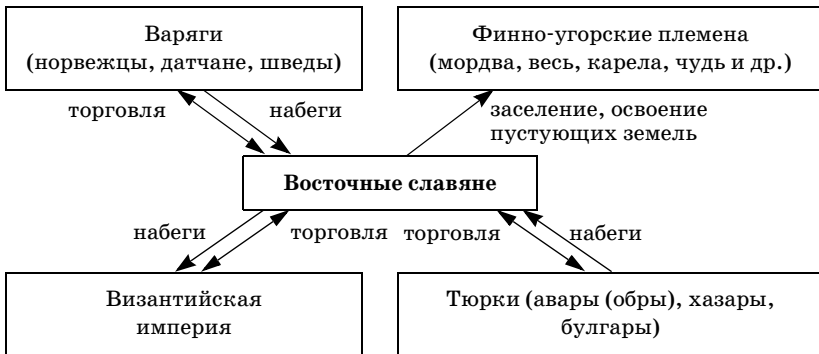 Варяги
(норвежцы, датчане, шведы)
Финно-угорские племена
(мордва, весь, карела, чудь и др.)
торговля
набеги
заселение, освоение
пустующих земель
Восточные славяне
набеги
торговля
торговля
набеги
Византийская
империя
Тюрки (авары (обры), хазары,
булгары)